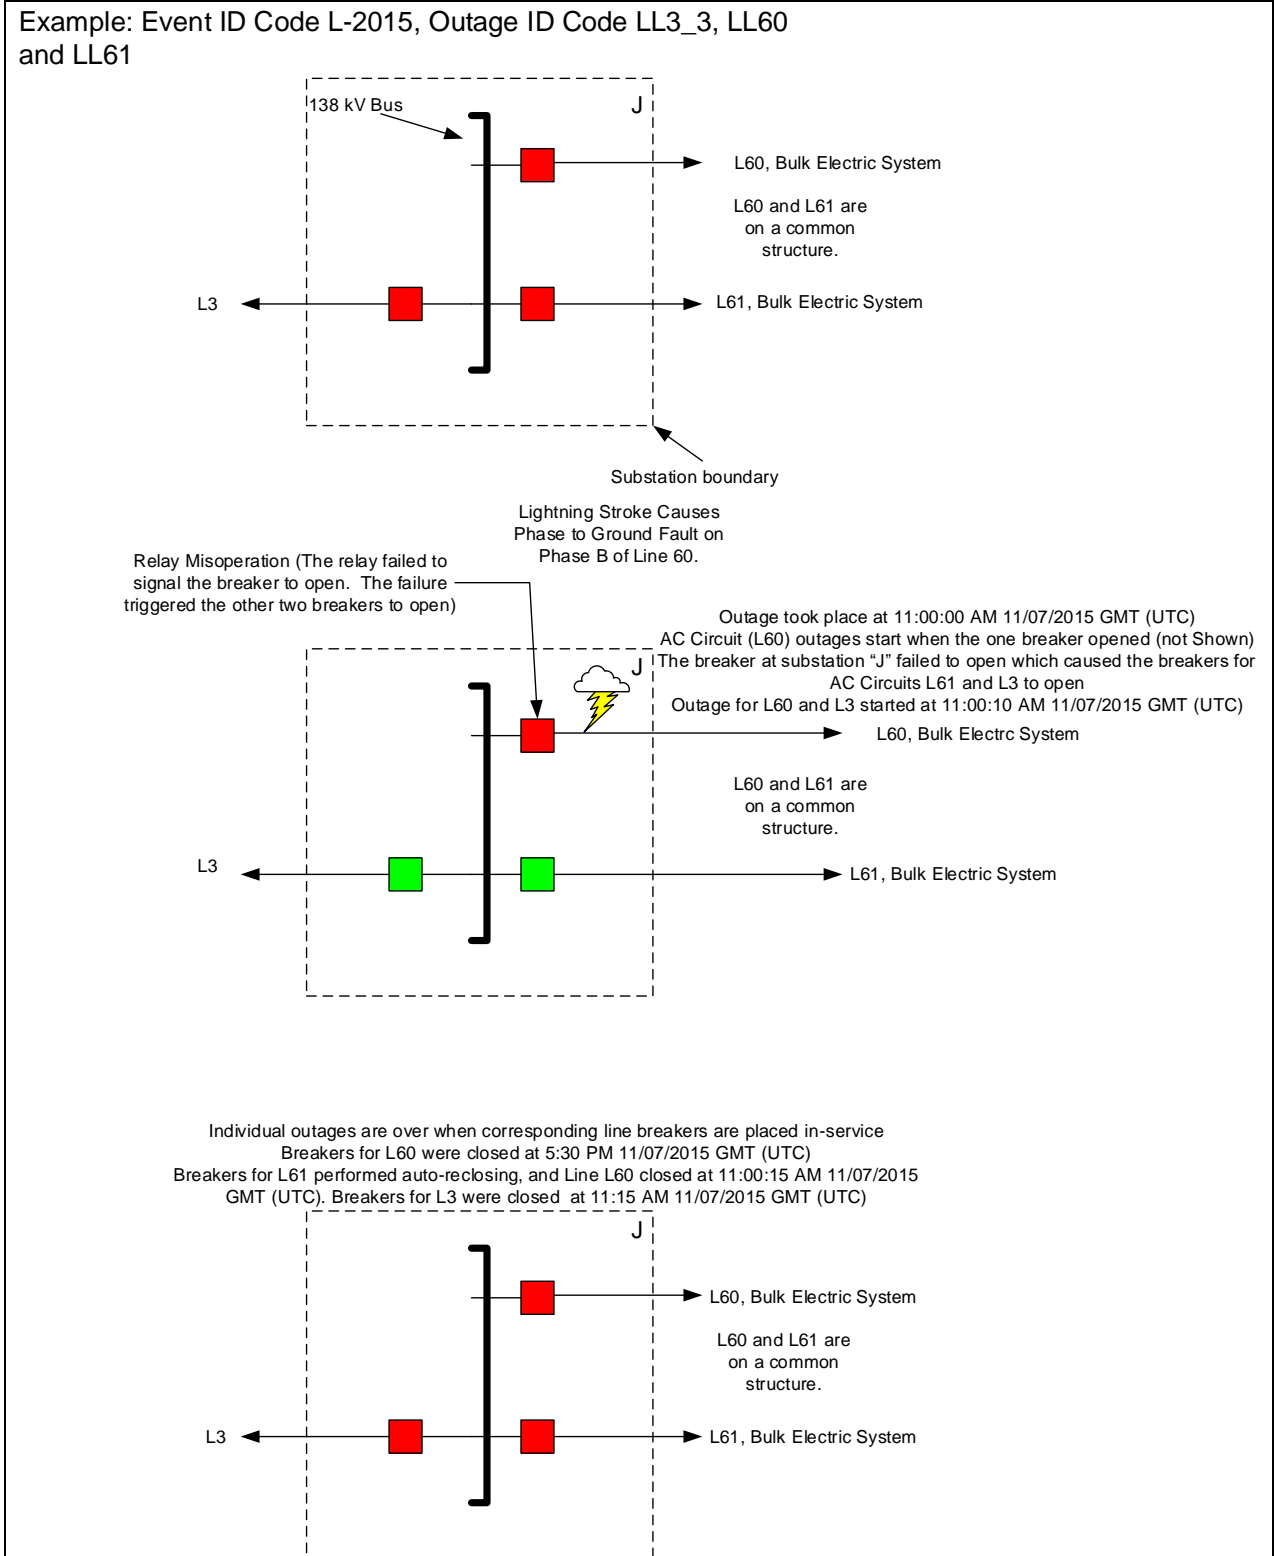 Example: Event ID Code L-2015, Outage ID Code LL3_3, LL60
and LL61
138 kV Bus
J
L60, Bulk Electric System
L60 and L61 are
on a common
structure.
L3
L61, Bulk Electric System
Substation boundary
Lightning Stroke Causes
Phase to Ground Fault on
Phase B of Line 60.
Relay Misoperation (The relay failed to
signal the breaker to open. The failure
triggered the other two breakers to open)
Outage took place at 11:00:00 AM 11/07/2015 GMT (UTC)
AC Circuit (L60) outages start when the one breaker opened (not Shown)
The breaker at substation “J” failed to open which caused the breakers for
AC Circuits L61 and L3 to open
Outage for L60 and L3 started at 11:00:10 AM 11/07/2015 GMT (UTC)
J
L60, Bulk Electrc System
L60 and L61 are
on a common
structure.
L3
L61, Bulk Electric System
Individual outages are over when corresponding line breakers are placed in-service
Breakers for L60 were closed at 5:30 PM 11/07/2015 GMT (UTC)
Breakers for L61 performed auto-reclosing, and Line L60 closed at 11:00:15 AM 11/07/2015
GMT (UTC). Breakers for L3 were closed at 11:15 AM 11/07/2015 GMT (UTC)
J
L60, Bulk Electric System
L60 and L61 are
on a common
structure.
L3
L61, Bulk Electric System